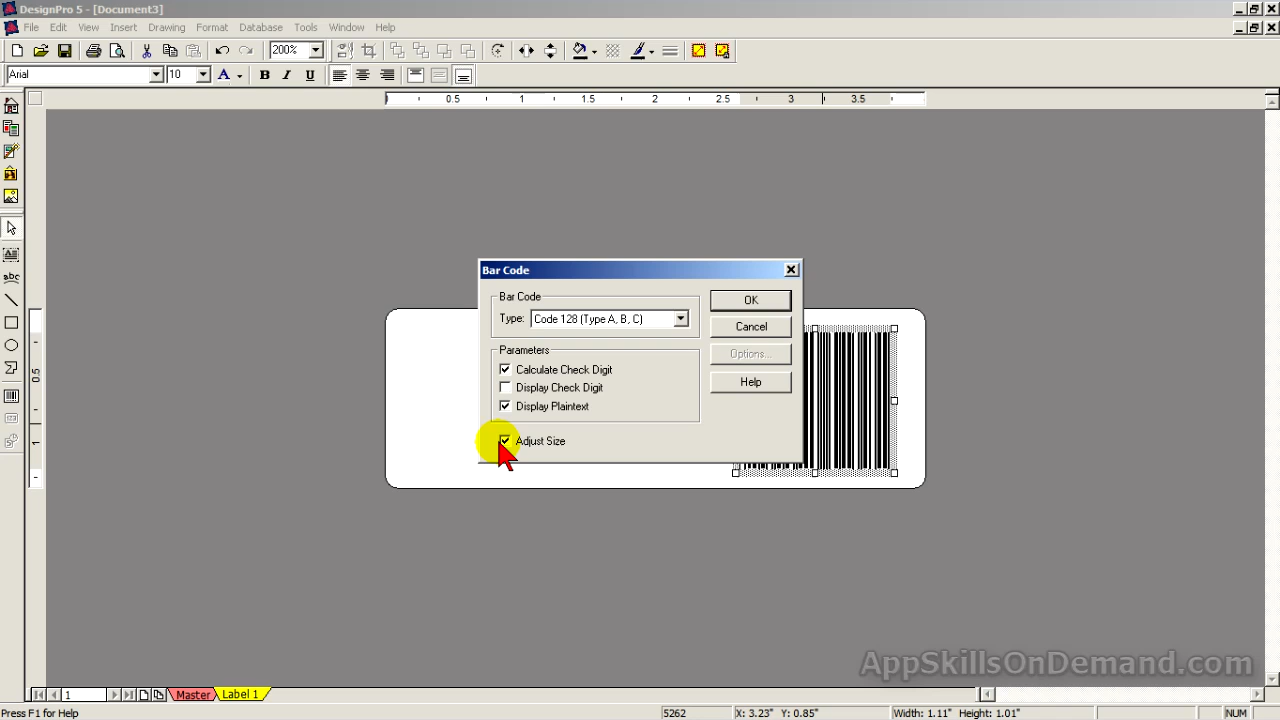 DesignPro 5 - [Document3]
File Edit View Insert Drawing Format Database Tools Window Help
200%
Arial 10 A B I U
0.5 1 1.5 2 2.5 3 3.5
abc
0.5
1
Bar Code
Bar Code
Type: Code 128 (Type A, B, C)
Parameters
Calculate Check Digit
Display Check Digit
Display Plaintext
Adjust Size
OK
Cancel
Options...
Help
AppSkillsOnDemand.com
1 Master Label 1
Press F1 for Help 5262 X: 3.23" Y: 0.85" Width: 1.11" Height: 1.01" NUM